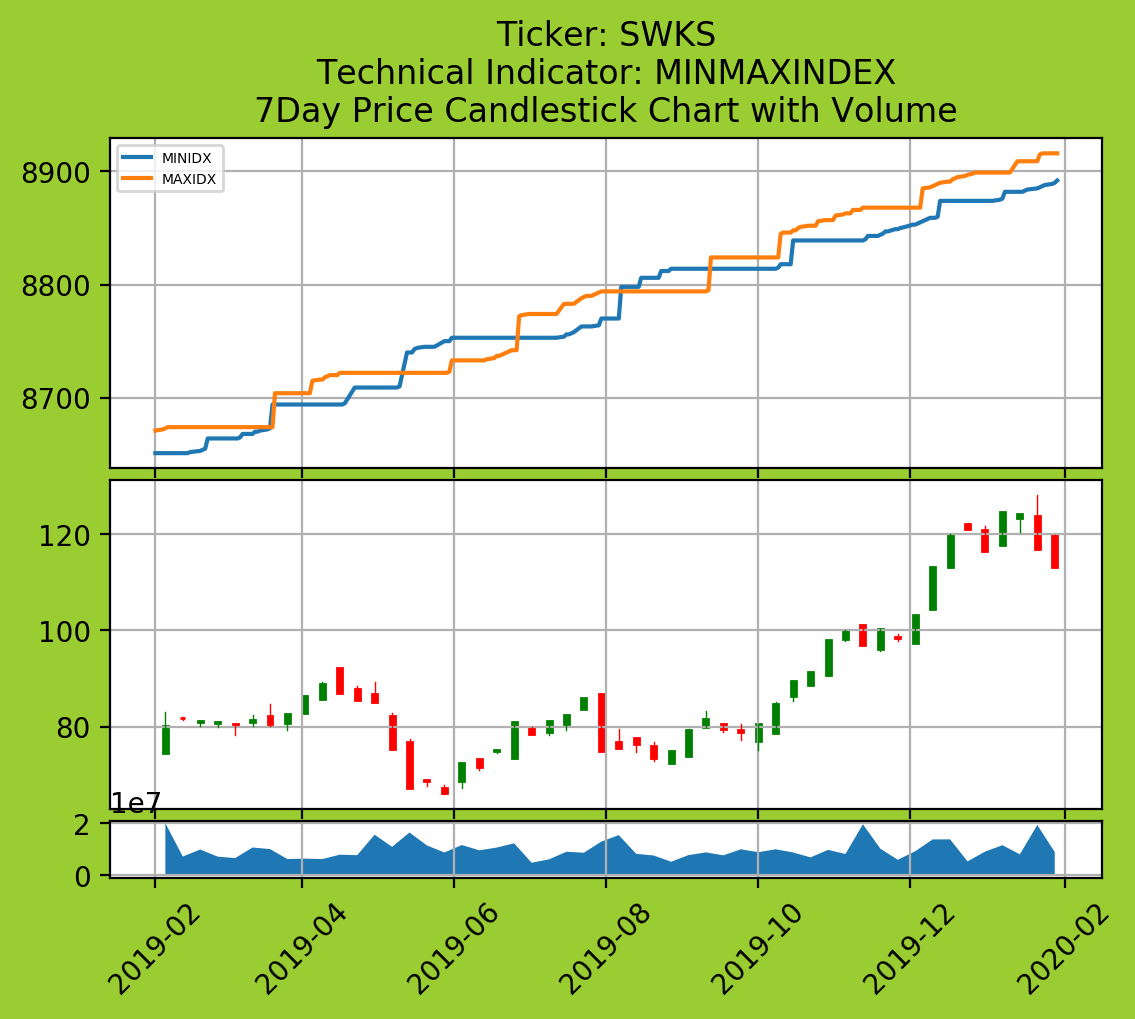 Ticker: SWKS
Technical Indicator: MINMAXINDEX
7Day Price Candlestick Chart with Volume
MINIDX
MAXIDX
8900
8800
8700
120
100
80
1e7
2
0
2019-02
2019-04
2019-06
2019-08
2019-10
2019-12
2020-02